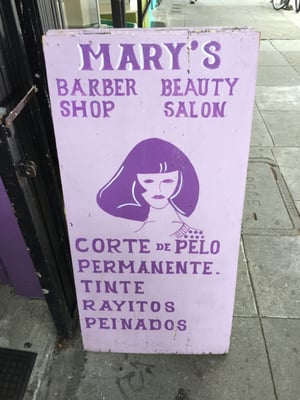 MARY'S
BARBER BEAUTY
SHOP SALON
CORTE DE PELO
PERMANENTE.
TINTE
RAYITOS
PEINADOS